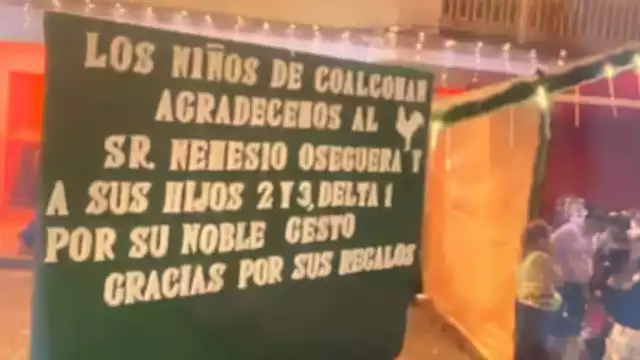 LOS NIÑOS DE COALCOMAN
AGRADECEMOS AL
SR. NEMESIO OSEGUERA Y
A SUS HIJOS 2 Y 3, DELTA 1
POR SU NOBLE GESTO
GRACIAS POR SUS REGALOS